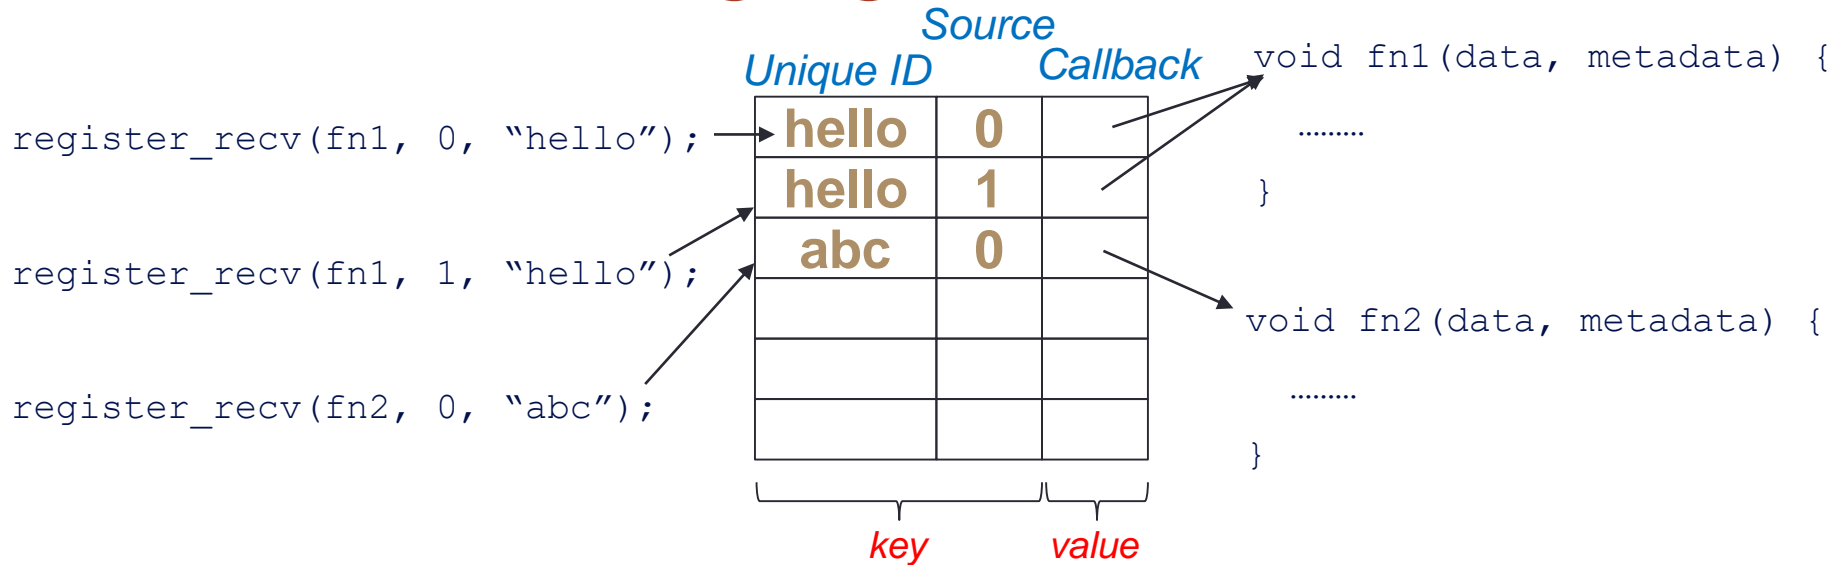 Source
Unique ID Callback
register_recv(fn1, 0, “hello”);
register_recv(fn1, 1, “hello”);
register_recv(fn2, 0, “abc”);
hello 0
hello 1
abc 0
key value
void fn1(data, metadata) {
………
}
void fn2(data, metadata) {
………
}